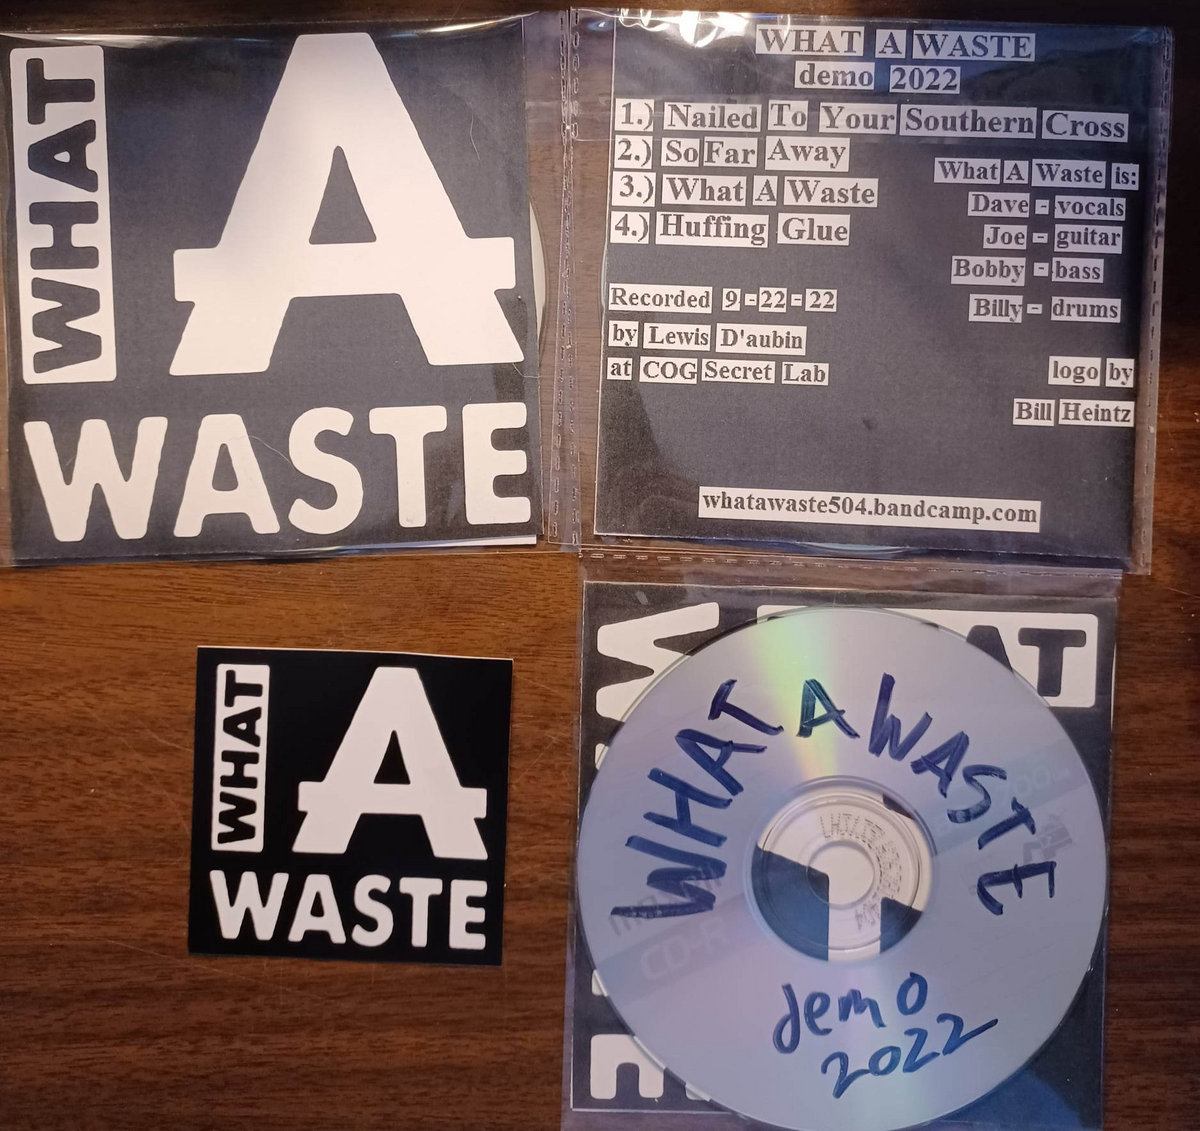 WHAT
A
WASTE
WHAT A WASTE
demo 2022
1.) Nailed To Your Southern Cross
2.) So Far Away
3.) What A Waste
4.) Huffing Glue
What A Waste is:
Dave - vocals
Joe - guitar
Bobby - bass
Billy - drums
Recorded 9-22-22
by Lewis D'aubin
at COG Secret Lab
logo by
Bill Heintz
whatawaste504.bandcamp.com
WHAT
A
WASTE
WHAT A WASTE
CD-R
demo
2022